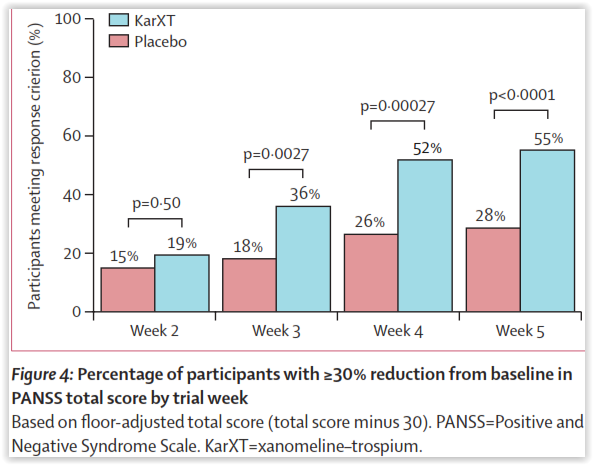 100
KarXT
Placebo
Participants meeting response crierion (%)
80
p<0·0001
p=0·00027
60
52%
55%
p=0·0027
40
36%
p=0·50
26%
28%
20
15%
19%
18%
0
Week 2
Week 3
Week 4
Week 5
Figure 4: Percentage of participants with ≥30% reduction from baseline in
PANSS total score by trial week
Based on floor-adjusted total score (total score minus 30). PANSS=Positive and
Negative Syndrome Scale. KarXT=xanomeline–trospium.